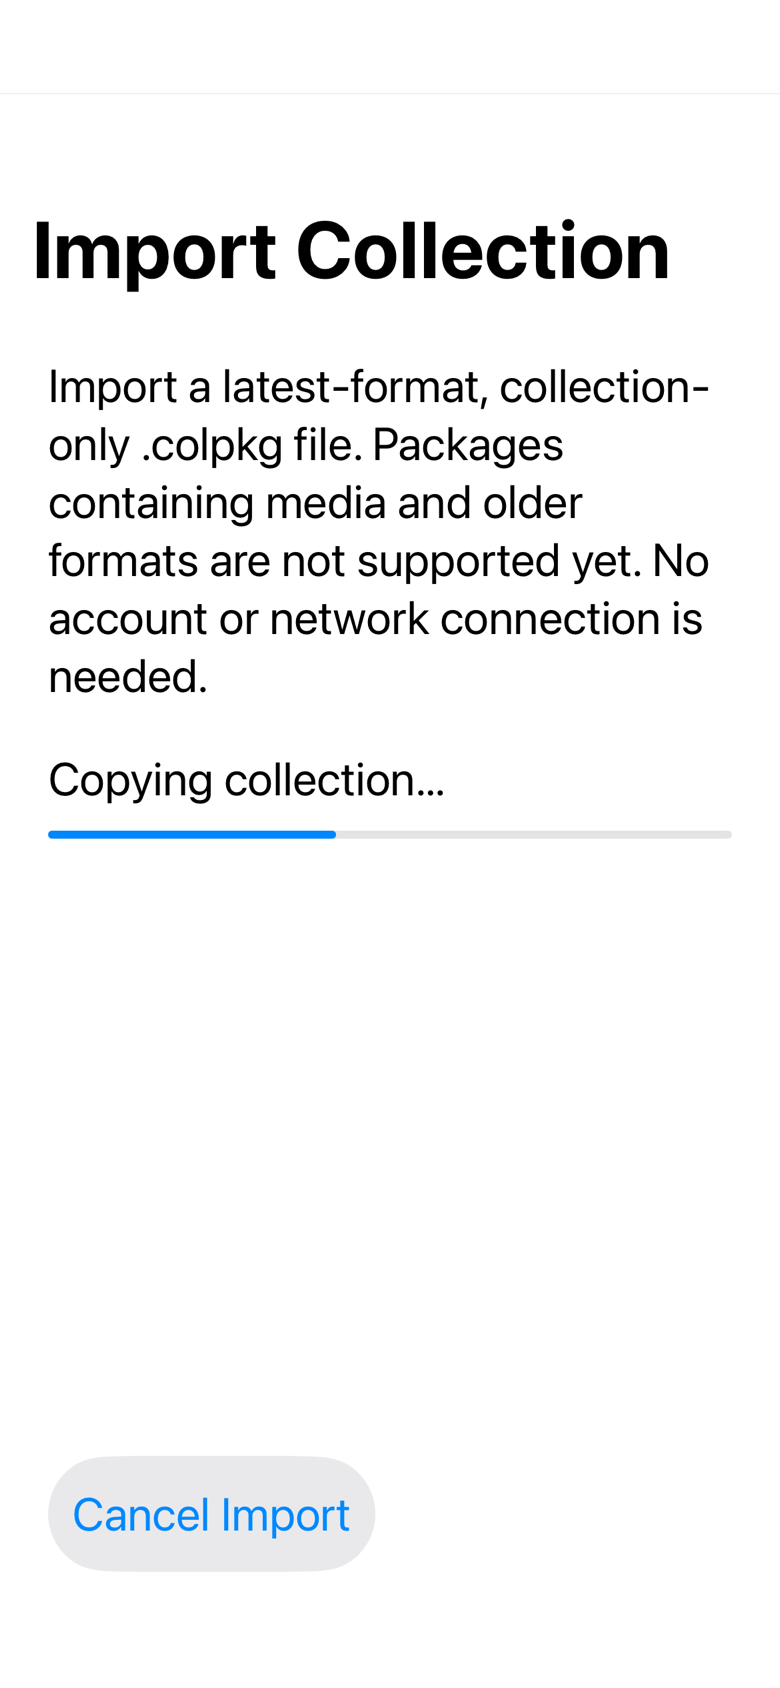 Import Collection
Import a latest-format, collection-
only .colpkg file. Packages
containing media and older
formats are not supported yet. No
account or network connection is
needed.
Copying collection...
Cancel Import